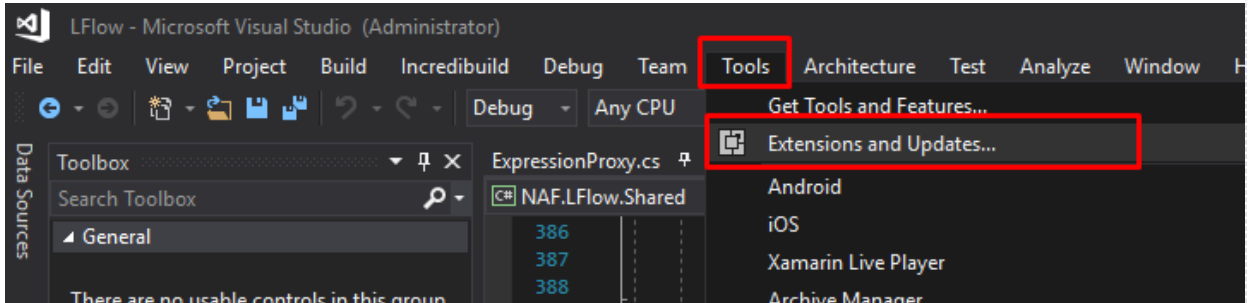 LFlow - Microsoft Visual Studio (Administrator)
File Edit View Project Build Incredibuild Debug Team Tools Architecture Test Analyze Window H
Debug Any CPU
Get Tools and Features...
Extensions and Updates...
Android
iOS
Xamarin Live Player
Archive Manager
Data Sources
Toolbox
Search Toolbox
General
There are no usable controls in this group
ExpressionProxy.cs
C# NAF.LFlow.Shared
386
387
388